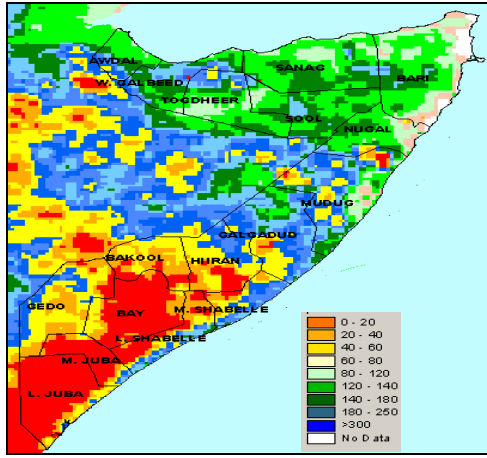 AWDAL
W. GALBEED
TOGDHEER
SANAG
BARI
SOOL
NUGAL
MUDUG
GALGADUD
BAKOOL
HIIRAN
GEDO
BAY
M. SHABELLE
L. SHABELLE
M. JUBA
L. JUBA
0 - 20
20 - 40
40 - 60
60 - 80
80 - 120
120 - 140
140 - 180
180 - 250
>300
No Data